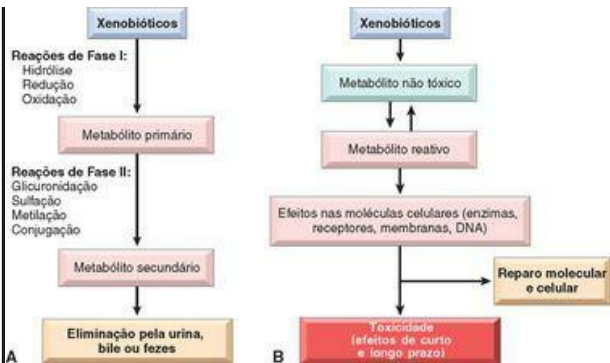 Xenobióticos
Reações de Fase I:
Hidrólise
Redução
Oxidação
Metabólito primário
Reações de Fase II:
Glicuronidação
Sulfação
Metilação
Conjugação
Metabólito secundário
Eliminação pela urina,
bile ou fezes
A
Xenobióticos
Metabólito não tóxico
Metabólito reativo
Efeitos nas moléculas celulares (enzimas,
receptores, membranas, DNA)
Reparo molecular
e celular
Toxicidade
(efeitos de curto
e longo prazo)
B